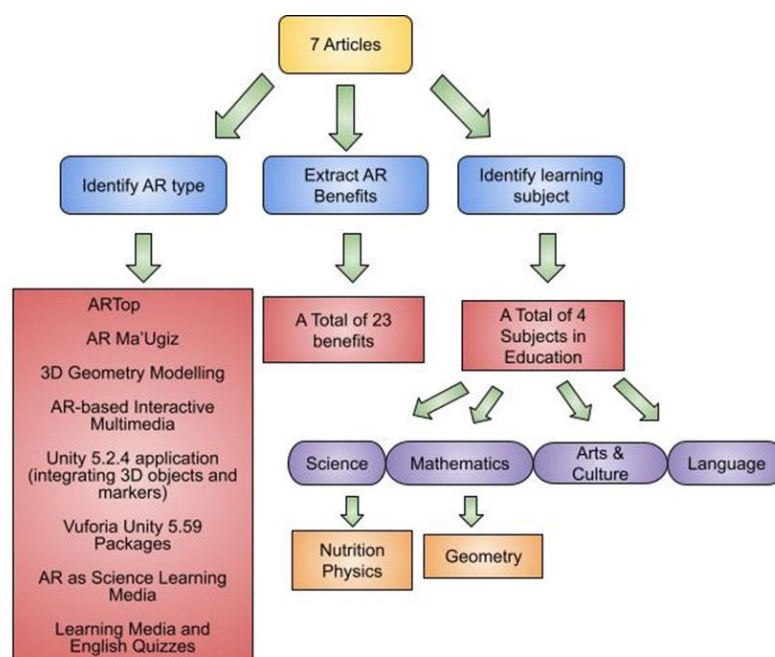 7 Articles
Identify AR type
Extract AR
Benefits
Identify learning
subject
ARTop
AR Ma'Ugiz
3D Geometry Modelling
AR-based Interactive
Multimedia
Unity 5.2.4 application
(integrating 3D objects and
markers)
Vuforia Unity 5.59
Packages
AR as Science Learning
Media
Learning Media and
English Quizzes
A Total of 23
benefits
A Total of 4
Subjects in
Education
Science
Mathematics
Arts &
Culture
Language
Nutrition
Physics
Geometry